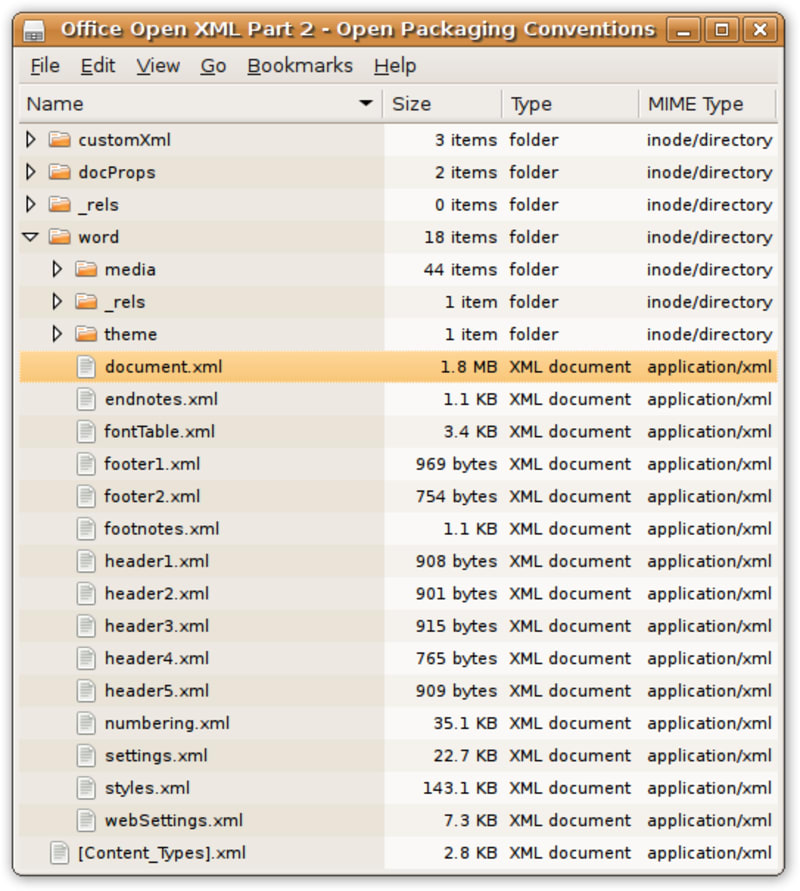 Office Open XML Part 2 - Open Packaging Conventions
File Edit View Go Bookmarks Help
Name Size Type MIME Type
customXml 3 items folder inode/directory
docProps 2 items folder inode/directory
_rels 0 items folder inode/directory
word 18 items folder inode/directory
media 44 items folder inode/directory
_rels 1 item folder inode/directory
theme 1 item folder inode/directory
document.xml 1.8 MB XML document application/xml
endnotes.xml 1.1 KB XML document application/xml
fontTable.xml 3.4 KB XML document application/xml
footer1.xml 969 bytes XML document application/xml
footer2.xml 754 bytes XML document application/xml
footnotes.xml 1.1 KB XML document application/xml
header1.xml 908 bytes XML document application/xml
header2.xml 901 bytes XML document application/xml
header3.xml 915 bytes XML document application/xml
header4.xml 765 bytes XML document application/xml
header5.xml 909 bytes XML document application/xml
numbering.xml 35.1 KB XML document application/xml
settings.xml 22.7 KB XML document application/xml
styles.xml 143.1 KB XML document application/xml
webSettings.xml 7.3 KB XML document application/xml
[Content_Types].xml 2.8 KB XML document application/xml